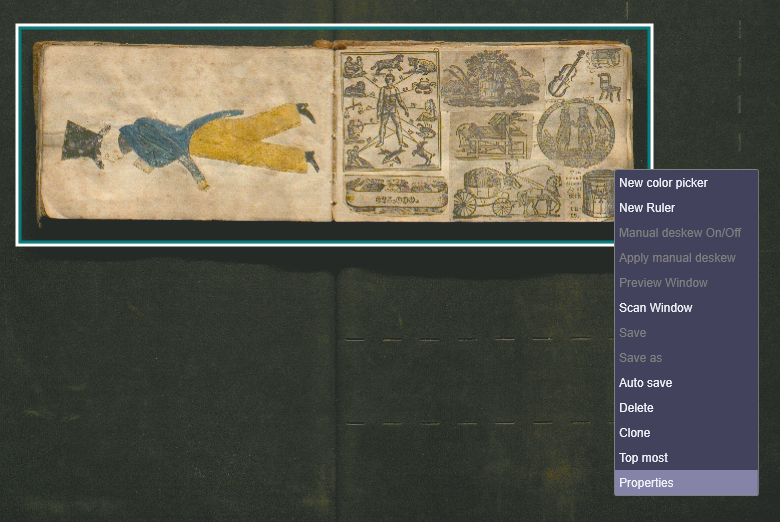 New color picker
New Ruler
Manual deskew On/Off
Apply manual deskew
Preview Window
Scan Window
Save
Save as
Auto save
Delete
Clone
Top most
Properties